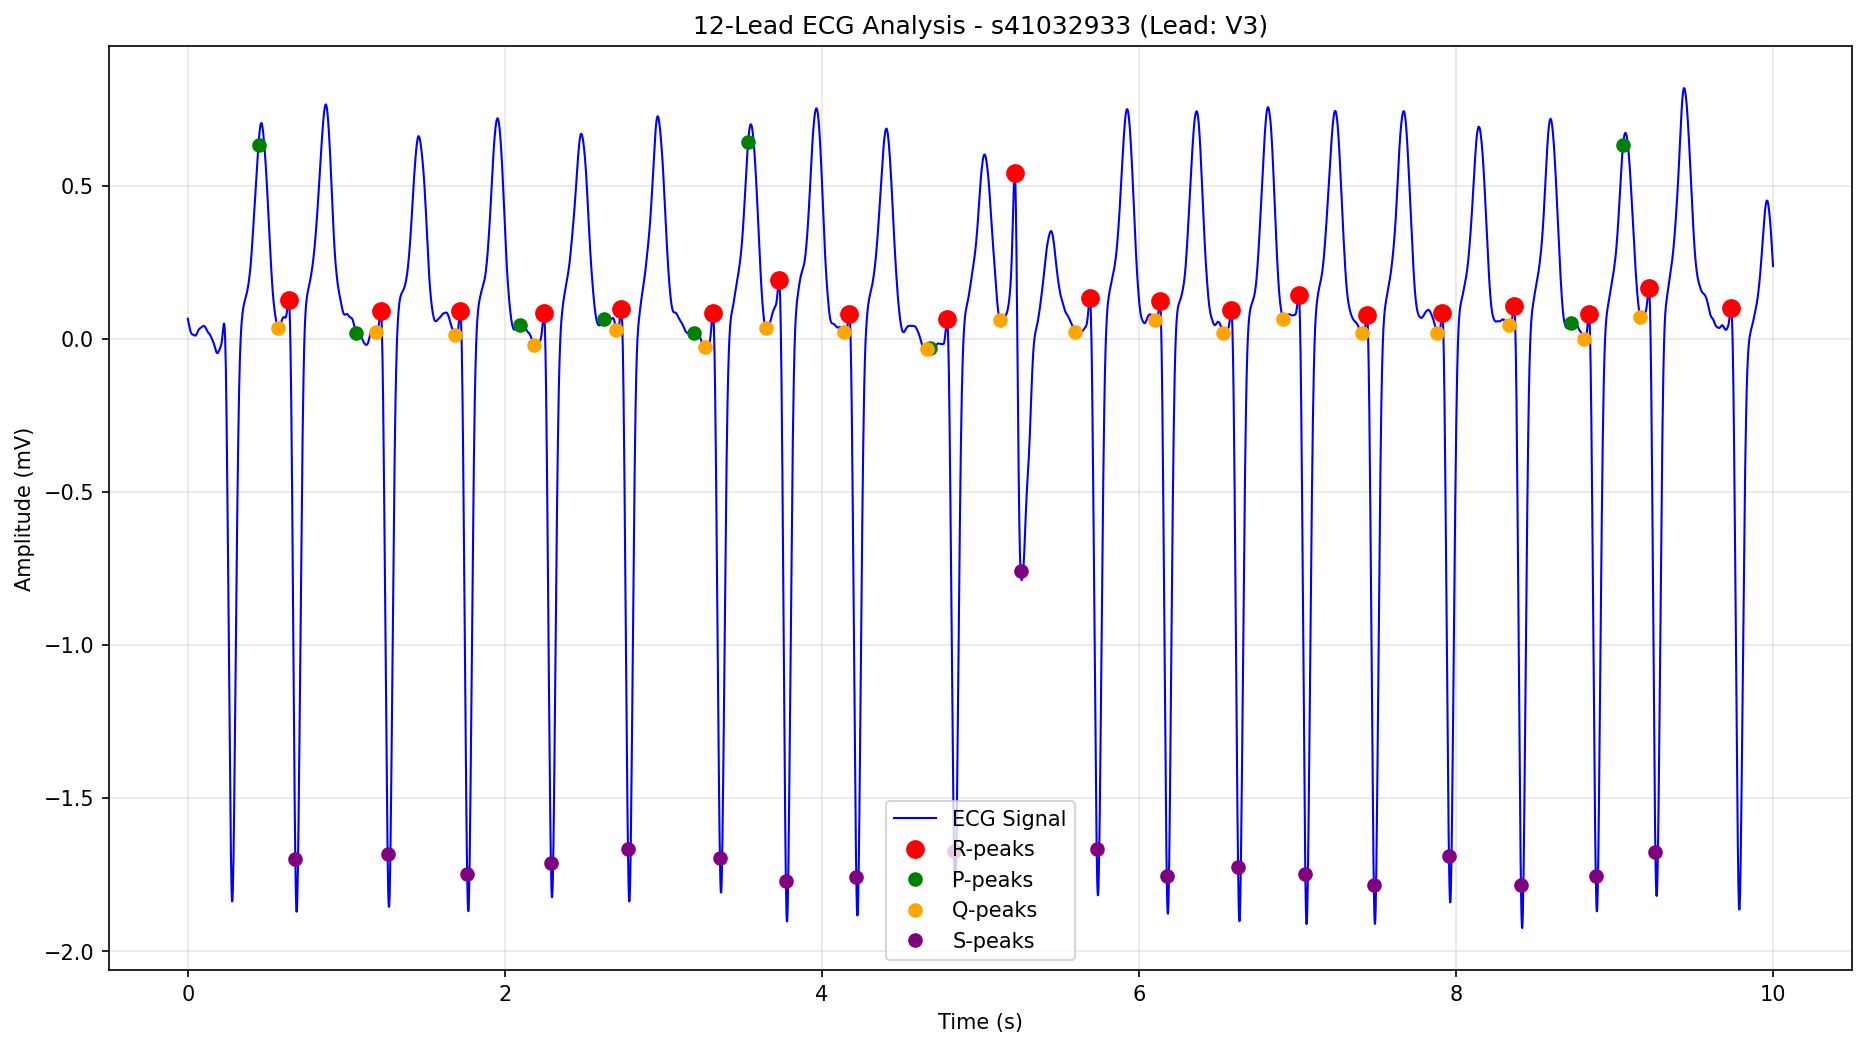 12-Lead ECG Analysis - s41032933 (Lead: V3)
Amplitude (mV)
0.5
0.0
−0.5
−1.0
−1.5
−2.0
ECG Signal
R-peaks
P-peaks
Q-peaks
S-peaks
0 2 4 6 8 10
Time (s)